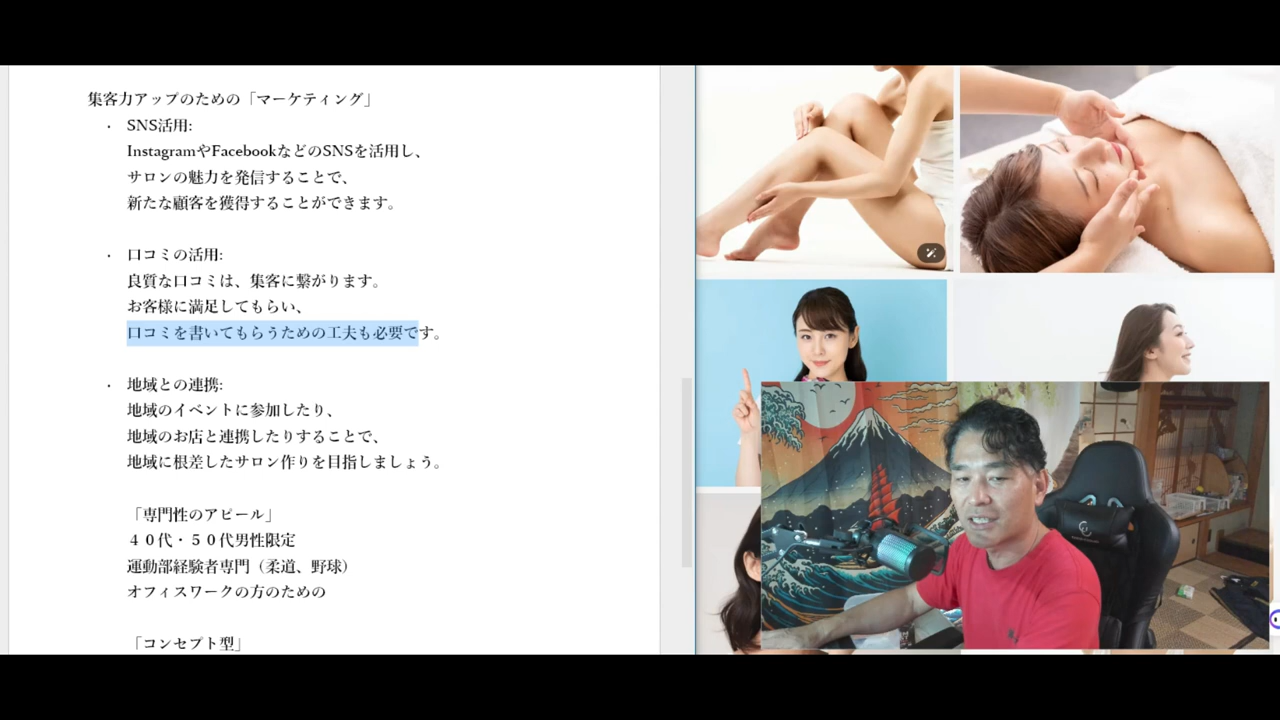 集客力アップのための「マーケティング」
・ SNS活用:
InstagramやFacebookなどのSNSを活用し、
サロンの魅力を発信することで、
新たな顧客を獲得することができます。
・ 口コミの活用:
良質な口コミは、集客に繋がります。
お客様に満足してもらい、
口コミを書いてもらうための工夫も必要です。
・ 地域との連携:
地域のイベントに参加したり、
地域のお店と連携したりすることで、
地域に根差したサロン作りを目指しましょう。
「専門性のアピール」
４０代・５０代男性限定
運動部経験者専門（柔道、野球）
オフィスワークの方のための
「コンセプト型」